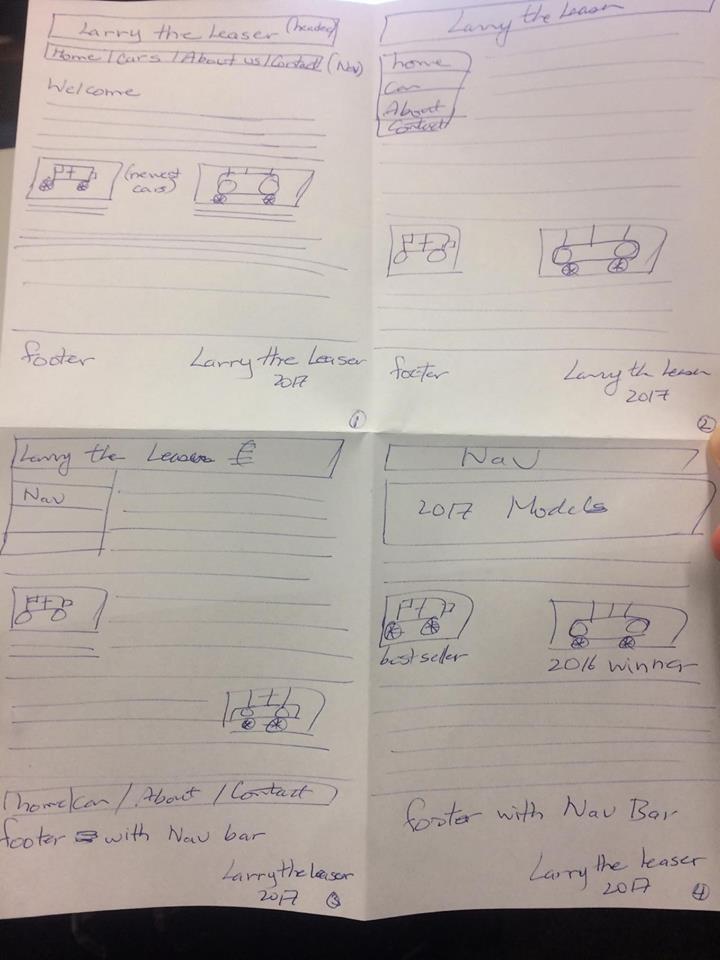 Larry the Leaser (header)
Home / Cars / About us / Contact (Nav)
Welcome
(newest
cars)
footer
Larry the Leaser
2017
1
Larry the Leaser
home
Car
About
Contact
footer
Larry the Leaser
2017
2
Larry the Leaser
Nav
home / car / About / Contact
footer with Nav bar
Larry the Leaser
2017
3
Nav
2017 Models
best seller
2016 winner
footer with Nav Bar
Larry the Leaser
2017
4